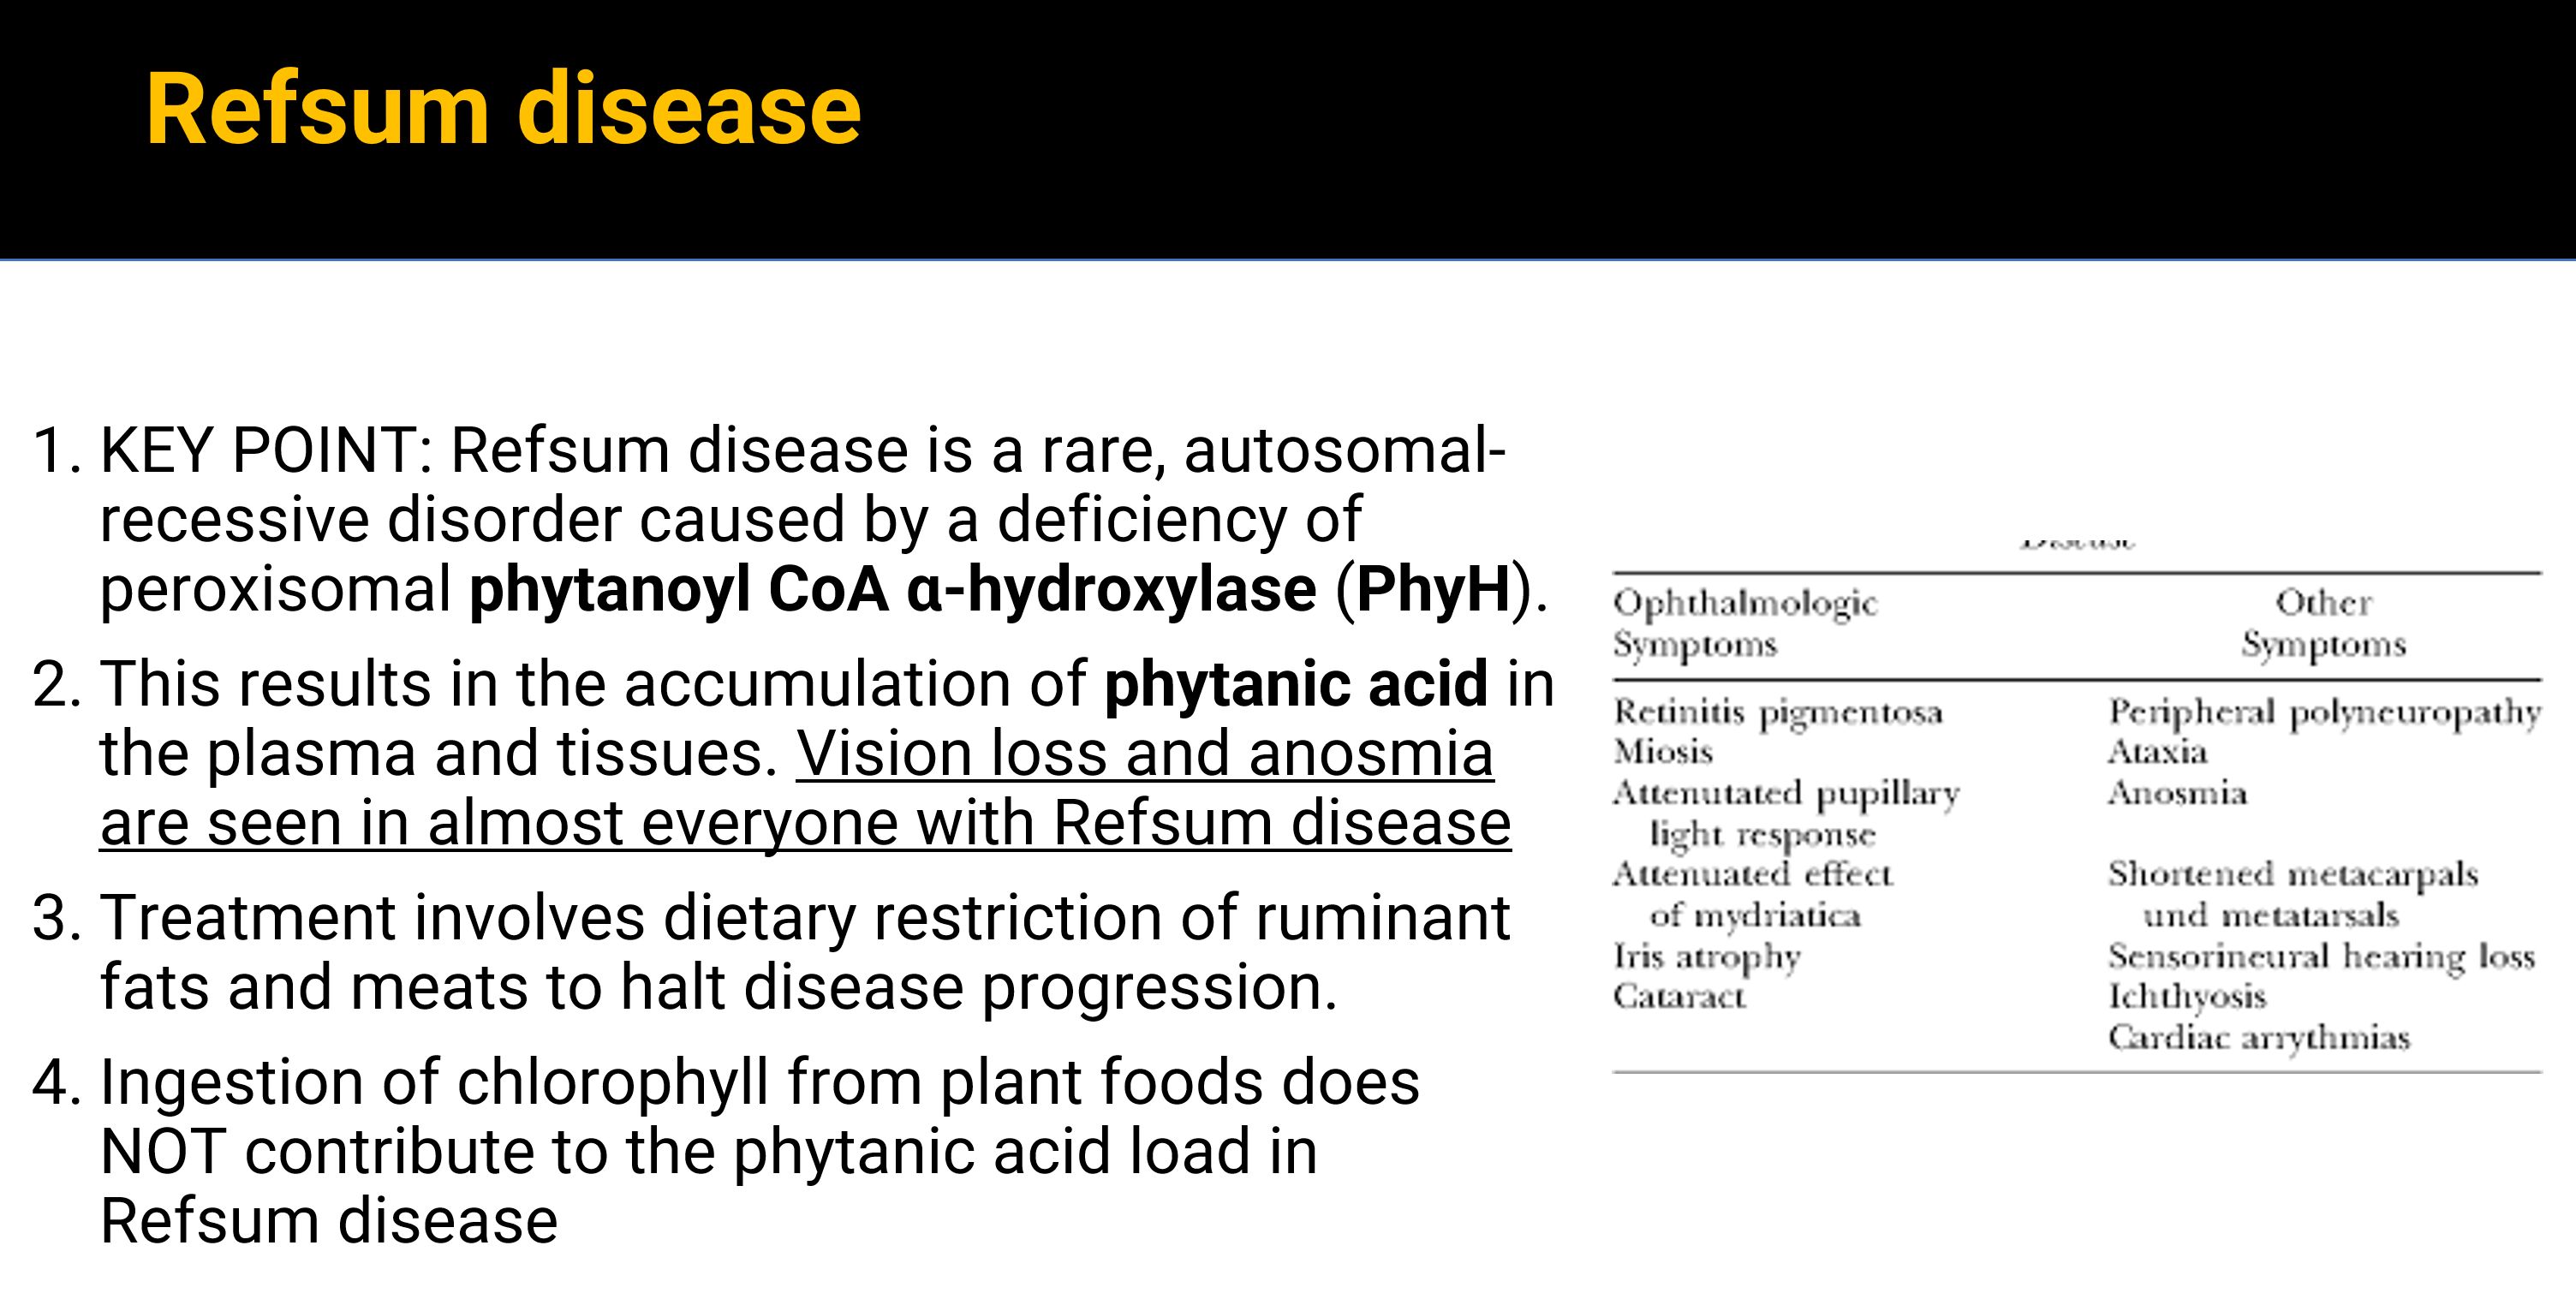 Refsum disease
1. KEY POINT: Refsum disease is a rare, autosomal-
recessive disorder caused by a deficiency of
peroxisomal phytanoyl CoA α-hydroxylase (PhyH).
2. This results in the accumulation of phytanic acid in
the plasma and tissues. Vision loss and anosmia
are seen in almost everyone with Refsum disease
3. Treatment involves dietary restriction of ruminant
fats and meats to halt disease progression.
4. Ingestion of chlorophyll from plant foods does
NOT contribute to the phytanic acid load in
Refsum disease
Ophthalmologic Other
Symptoms Symptoms
Retinitis pigmentosa Peripheral polyneuropathy
Miosis Ataxia
Attenutated pupillary Anosmia
light response
Attenuated effect Shortened metacarpals
of mydriatica und metatarsals
Iris atrophy Sensorineural hearing loss
Cataract Ichthyosis
Cardiac arrythmias